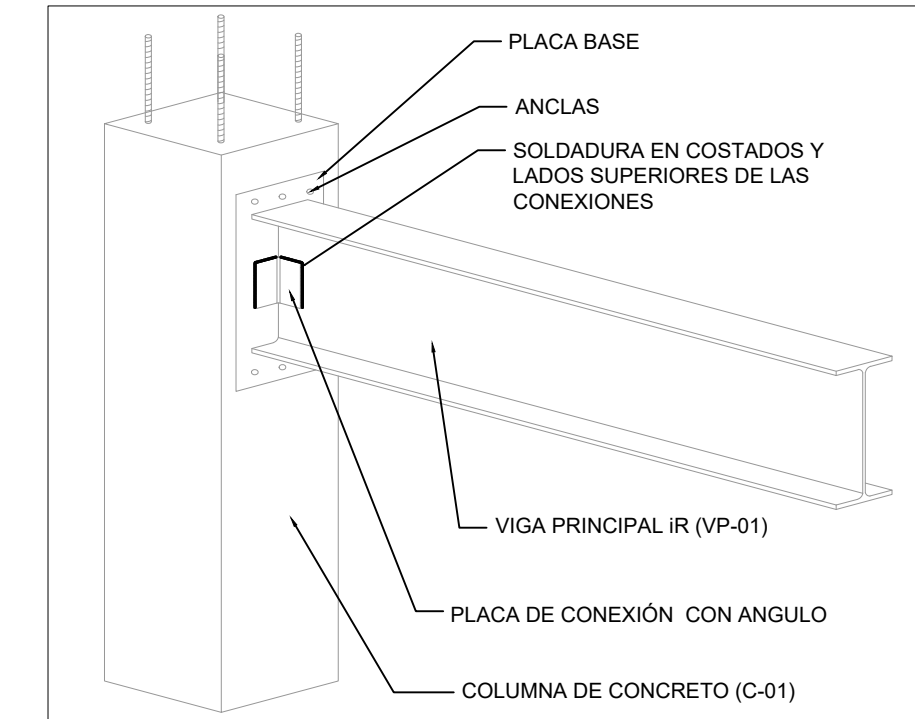 PLACA BASE
ANCLAS
SOLDADURA EN COSTADOS Y
LADOS SUPERIORES DE LAS
CONEXIONES
VIGA PRINCIPAL iR (VP-01)
PLACA DE CONEXIÓN CON ANGULO
COLUMNA DE CONCRETO (C-01)